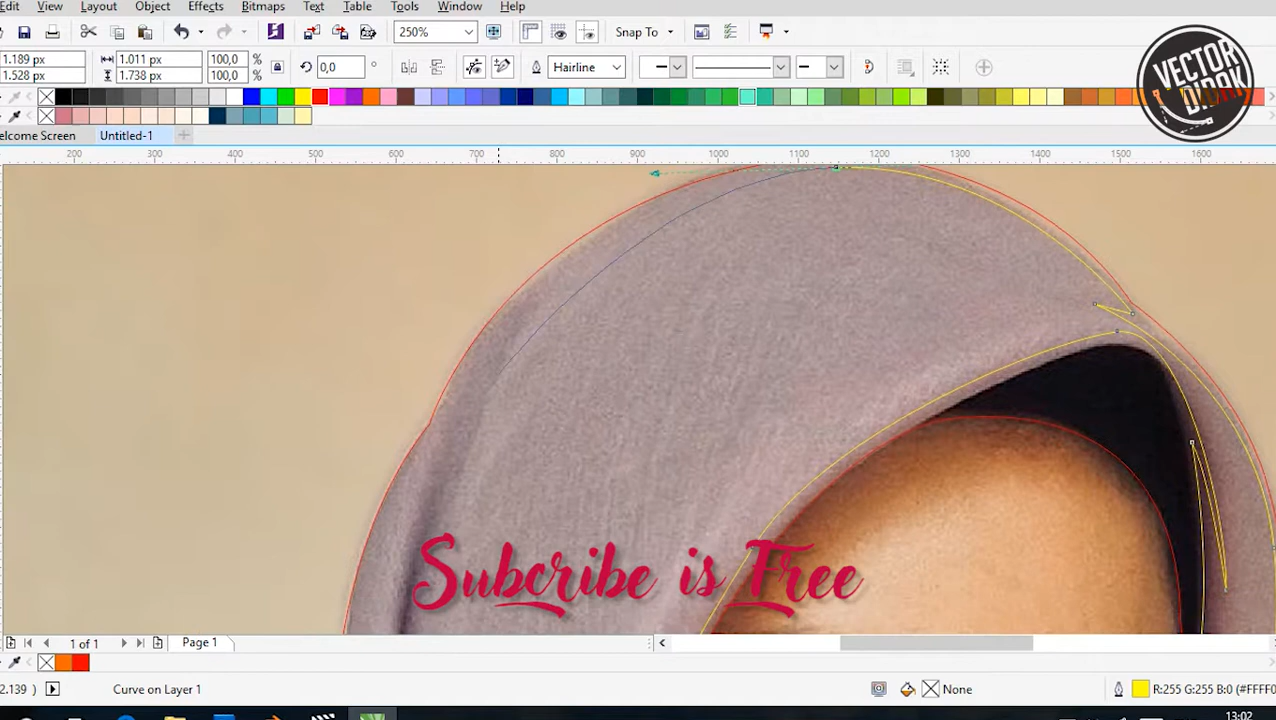 Edit View Layout Object Effects Bitmaps Text Table Tools Window Help
250% Snap To
1.189 px 1.011 px 100,0 %
1.528 px 1.738 px 100,0 % 0,0 ° Hairline
VECTOR
DIDAK
elcome Screen Untitled-1
200 300 400 500 600 700 800 900 1000 1100 1200 1300 1400 1500 1600
Subcribe is Free
1 of 1 Page 1
2.139 ) Curve on Layer 1 None R:255 G:255 B:0 (#FFFF0
13:02